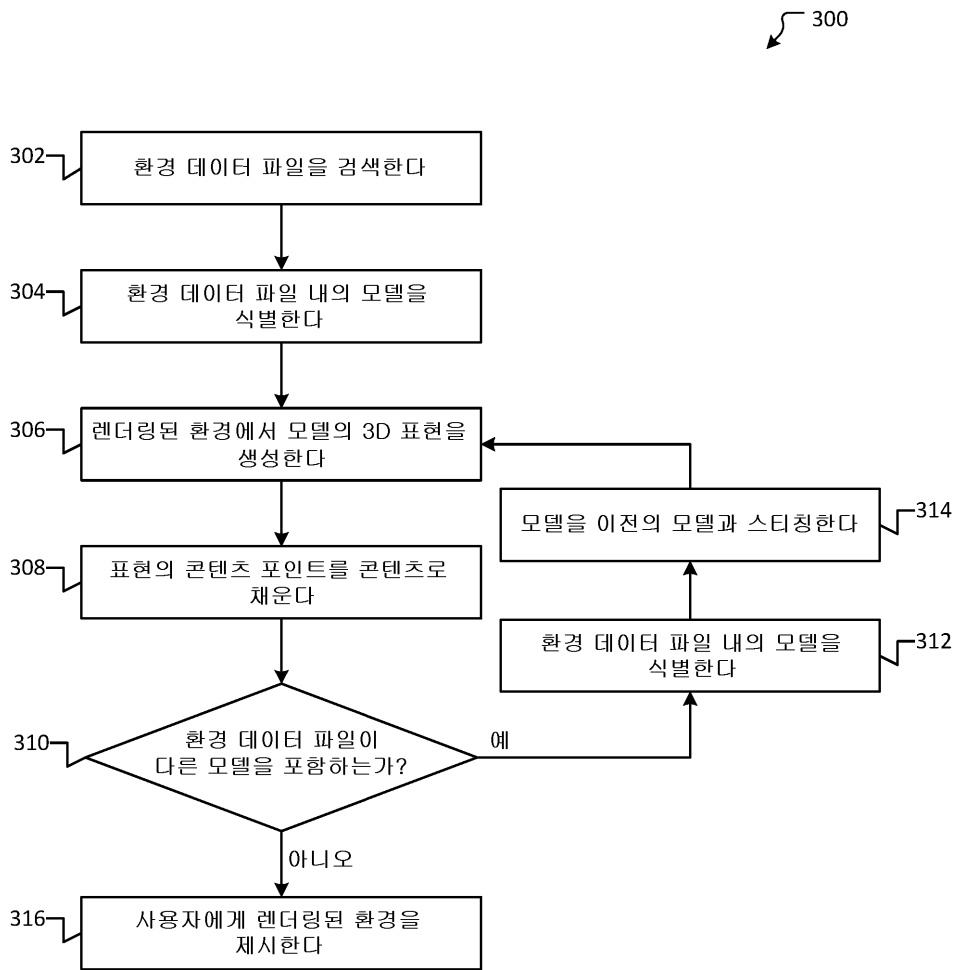 300
302
환경 데이터 파일을 검색한다
304
환경 데이터 파일 내의 모델을
식별한다
306
렌더링된 환경에서 모델의 3D 표현을
생성한다
314
모델을 이전의 모델과 스티칭한다
308
표현의 콘텐츠 포인트를 콘텐츠로
채운다
312
환경 데이터 파일 내의 모델을
식별한다
310
환경 데이터 파일이
다른 모델을 포함하는가?
예
아니오
316
사용자에게 렌더링된 환경을
제시한다